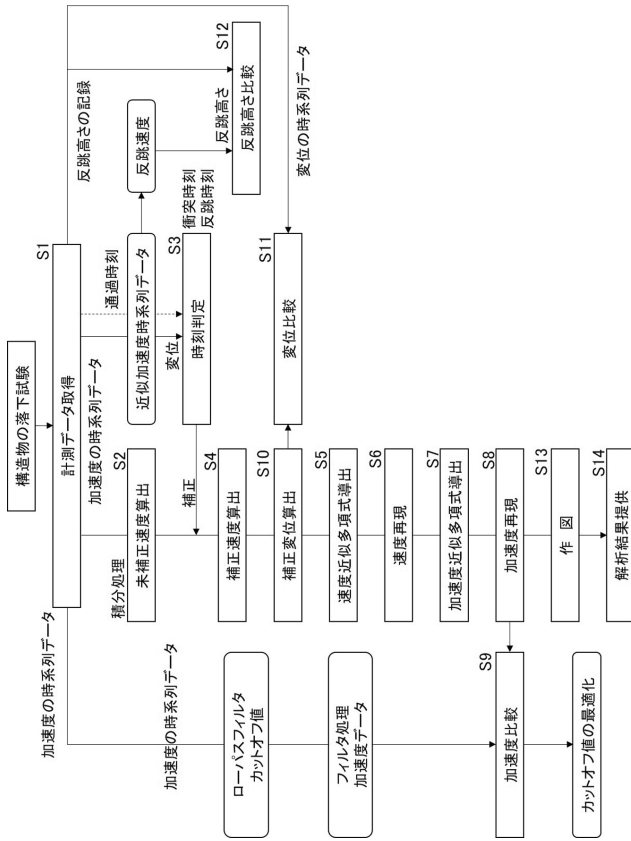 構造物の落下試験
S1
計測データ取得
加速度の時系列データ
加速度の時系列データ
反跳高さの記録
積分処理
S2
未補正速度算出
通過時刻
近似加速度時系列データ
反跳速度
変位
S3
時刻判定
衝突時刻
反跳時刻
反跳高さ
S12
反跳高さ比較
補正
S4
補正速度算出
S10
補正変位算出
S11
変位比較
変位の時系列データ
加速度の時系列データ
ローパスフィルタ
カットオフ値
S5
速度近似多項式導出
フィルタ処理
加速度データ
S6
速度再現
S7
加速度近似多項式導出
S8
加速度再現
S9
加速度比較
S13
作 図
カットオフ値の最適化
S14
解析結果提供